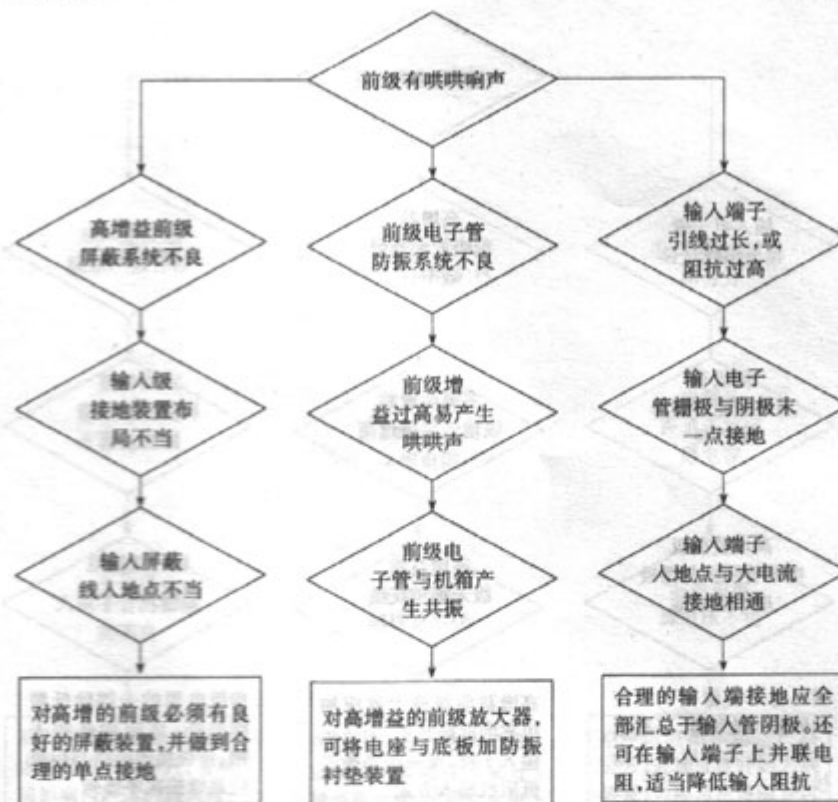 前级有哄哄响声
高增益前级
屏蔽系统不良
前级电子管
防振系统不良
输入端子
引线过长,或
阻抗过高
输入级
接地装置布
局不当
前级增
益过高易产生
哄哄声
输入电子
管栅极与阴极末
一点接地
输入屏蔽
线人地点不当
前级电
子管与机箱产
生共振
输入端子
人地点与大电流
接地相通
对高增的前级必须有良
好的屏蔽装置,并做到合
理的单点接地
对高增益的前级放大器,
可将电座与底板加防振
衬垫装置
合理的输入端接地应全
部汇总于输入管阴极。还
可在输入端子上并联电
阻,适当降低输入阻抗